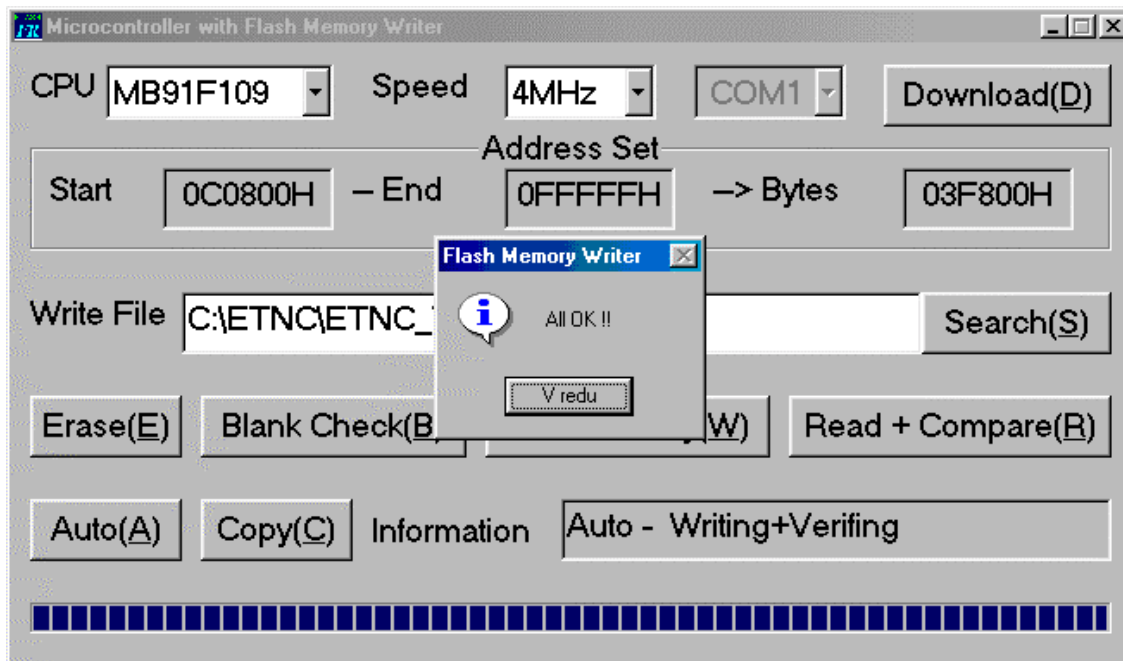 Microcontroller with Flash Memory Writer
CPU MB91F109 Speed 4MHz COM1 Download(D)
Address Set
Start 0C0800H – End 0FFFFFH –> Bytes 03F800H
Flash Memory Writer
All OK !!
V redu
Write File C:\ETNC\ETNC_ Search(S)
Erase(E) Blank Check(B (W) Read + Compare(R)
Auto(A) Copy(C) Information Auto - Writing+Verifing